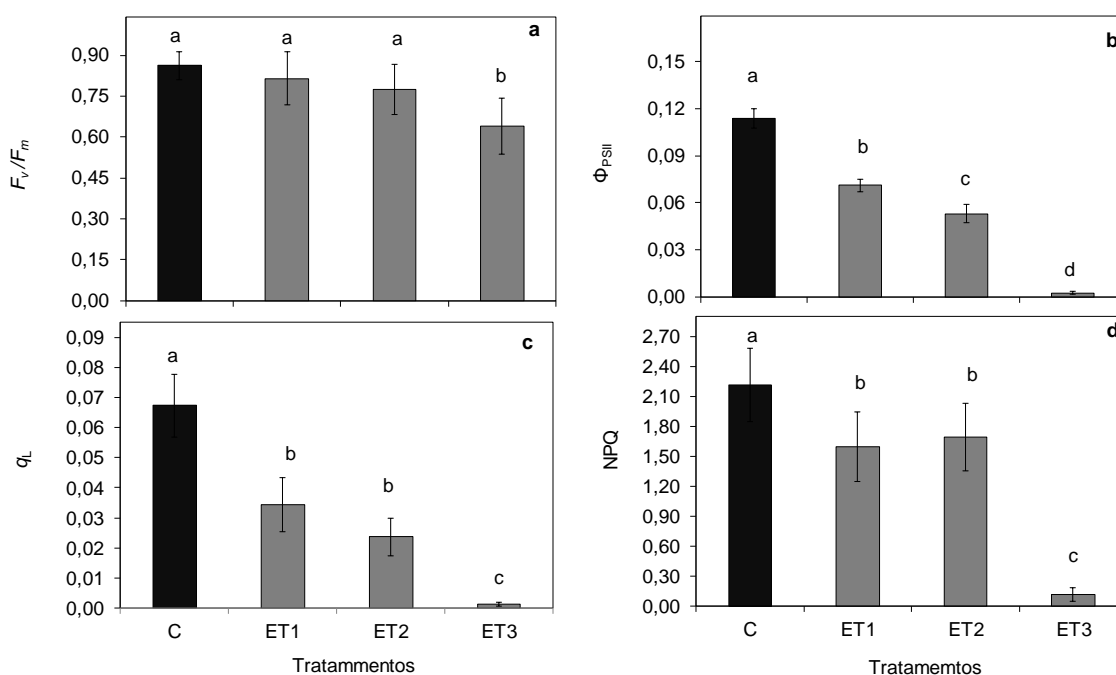 a
0,90
0,75
0,60
0,45
0,30
0,15
0,00
Fv/Fm
a
a
a
b
b
0,15
0,12
0,09
0,06
0,03
0,00
ΦPSII
a
b
c
d
c
0,09
0,08
0,07
0,06
0,05
0,04
0,03
0,02
0,01
0,00
qL
a
b
b
c
C
ET1
ET2
ET3
Tratammentos
d
2,70
2,40
2,10
1,80
1,50
1,20
0,90
0,60
0,30
0,00
NPQ
a
b
b
c
C
ET1
ET2
ET3
Tratamemtos